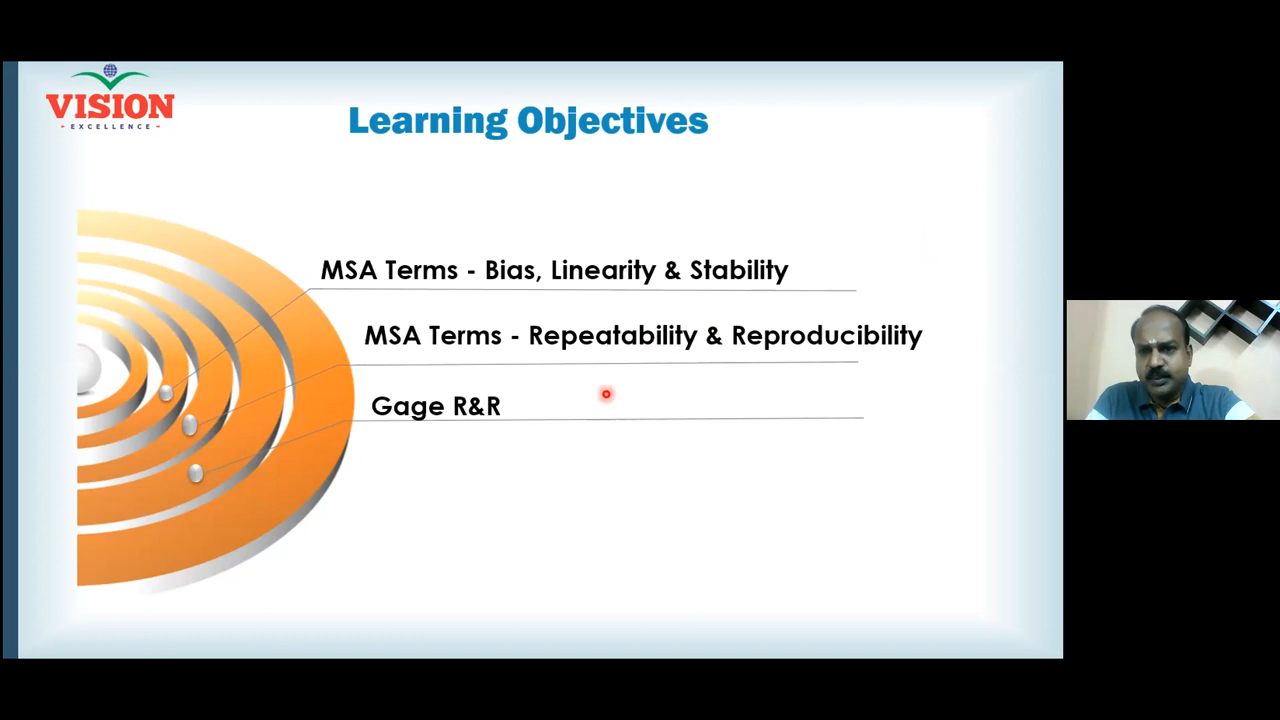 VISION
- EXCELLENCE -
Learning Objectives
MSA Terms - Bias, Linearity & Stability
MSA Terms - Repeatability & Reproducibility
Gage R&R